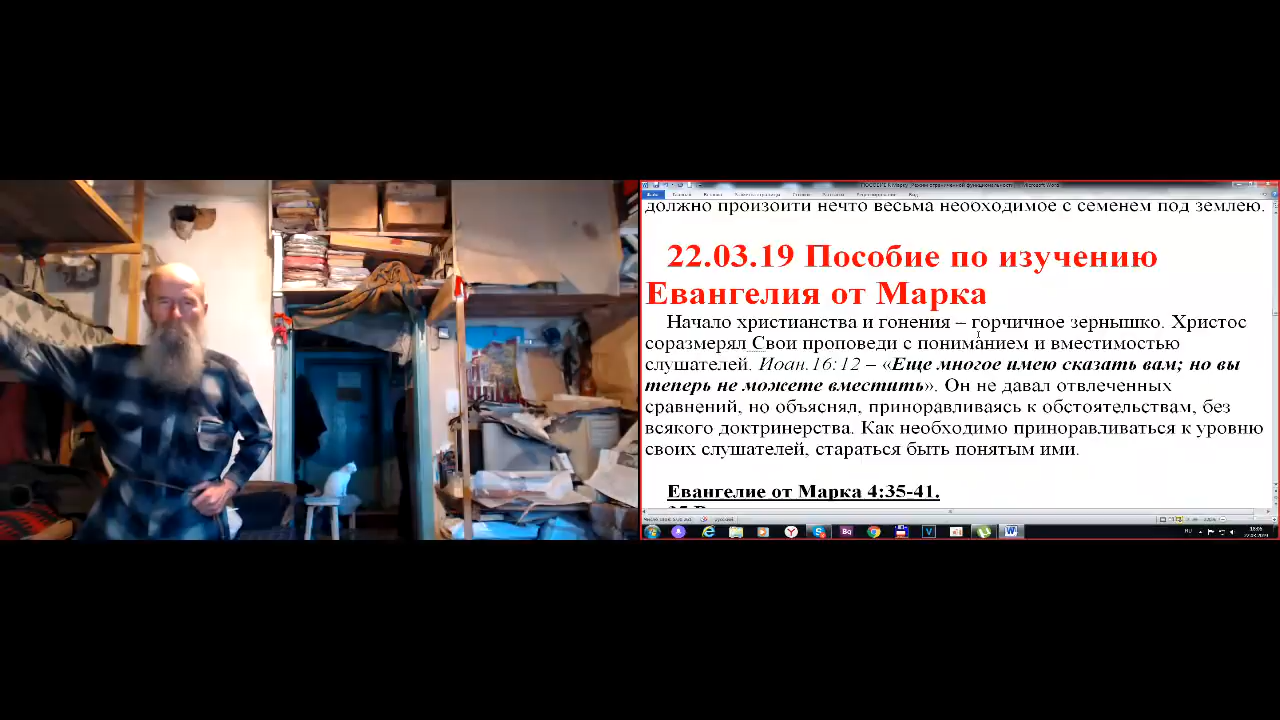 должно произойти нечто весьма необходимое с семенем под землею.
22.03.19 Пособие по изучению
Евангелия от Марка
Начало христианства и гонения – горчичное зернышко. Христос
соразмерял Свои проповеди с пониманием и вместимостью
слушателей. Иоан.16:12 – «Еще многое имею сказать вам; но вы
теперь не можете вместить». Он не давал отвлеченных
сравнений, но объяснял, приноравливаясь к обстоятельствам, без
всякого доктринерства. Как необходимо приноравливаться к уровню
своих слушателей, стараться быть понятым ими.
Евангелие от Марка 4:35-41.